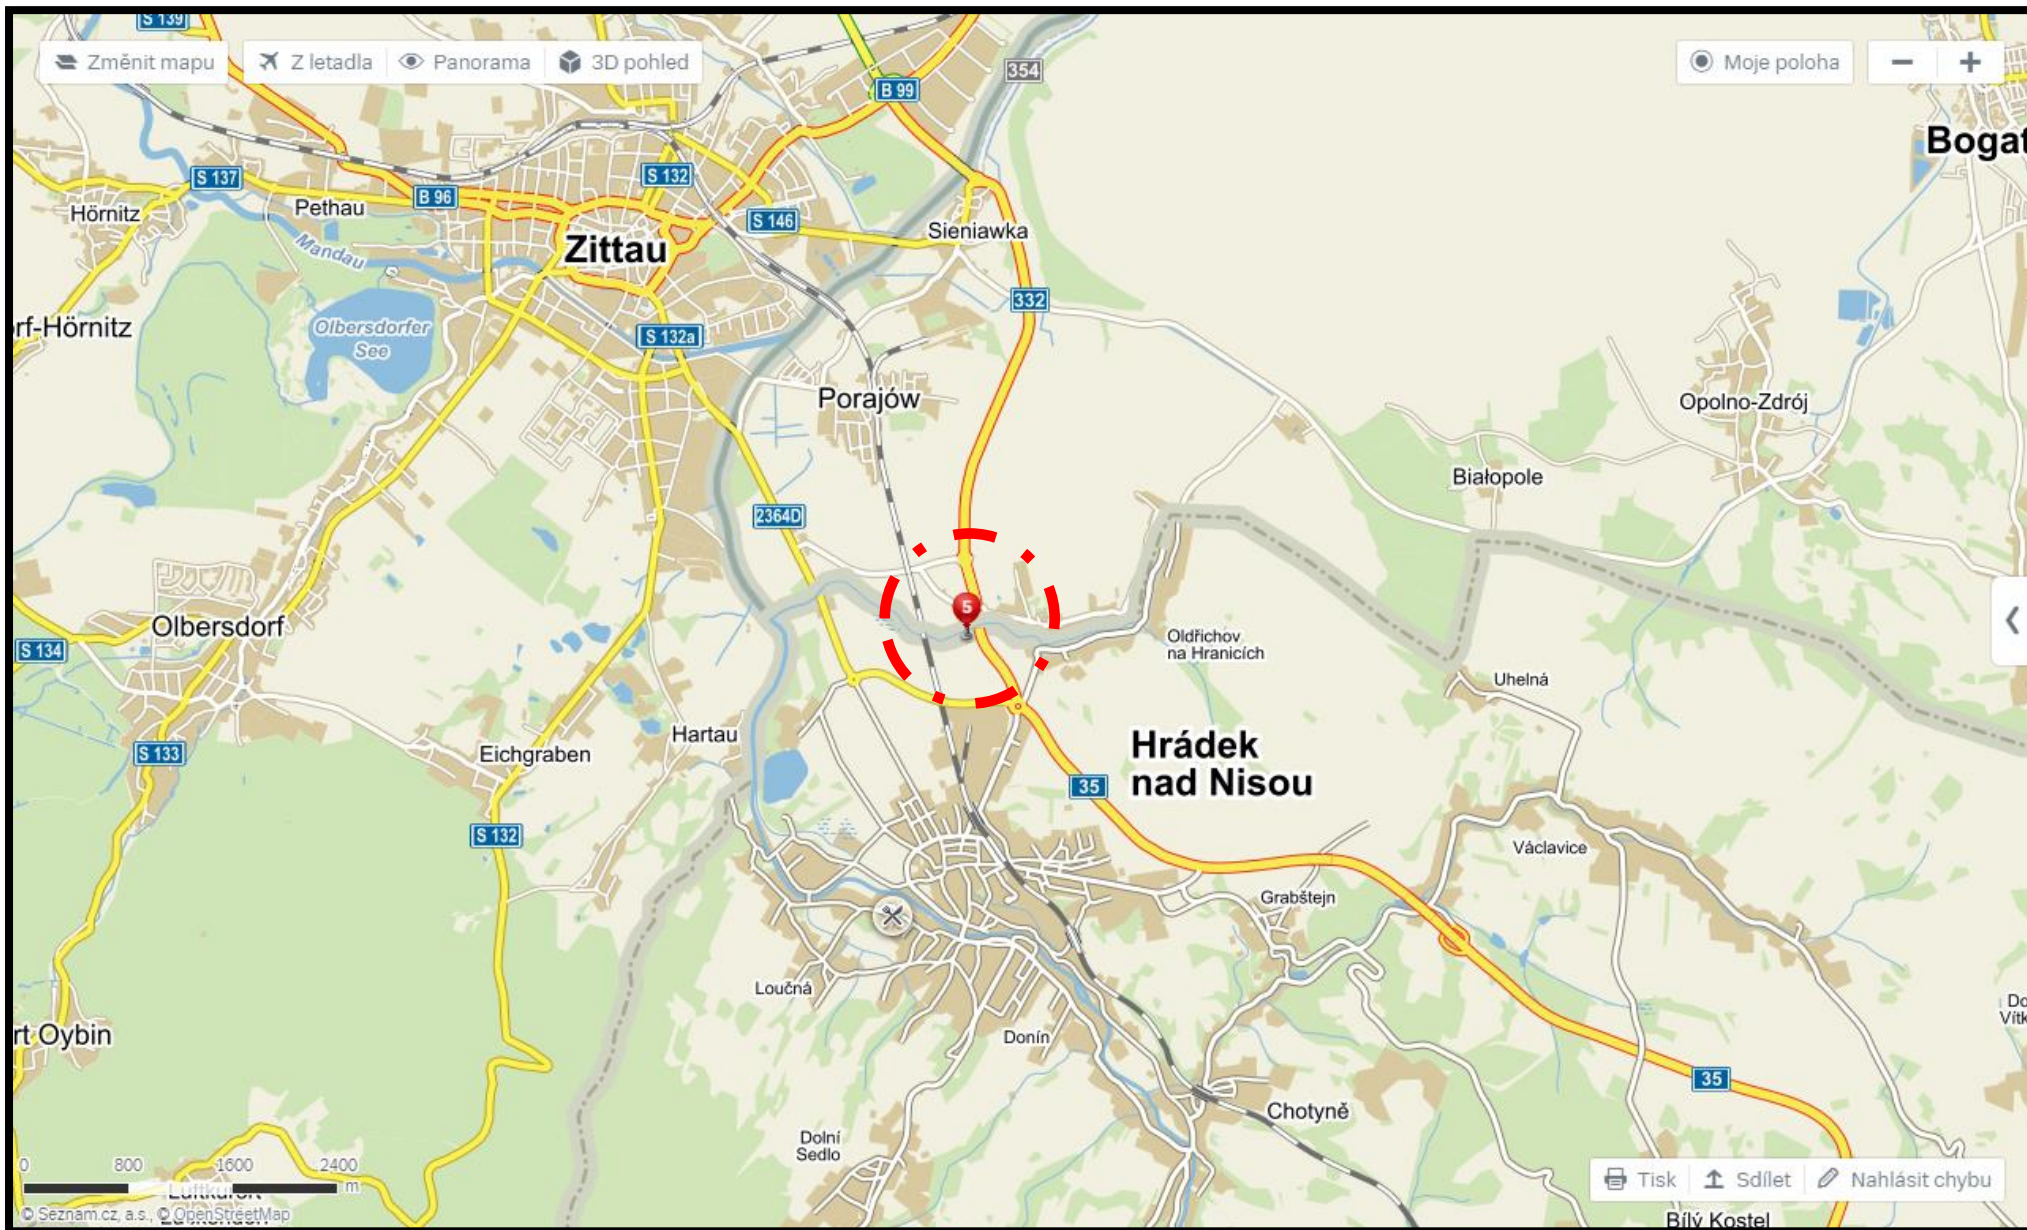 S 139
Změnit mapu
Z letadla
Panorama
3D pohled
B 99
354
Moje poloha
Bogat
S 137
B 96
S 132
S 146
Hörnitz
Pethau
Mandau
Zittau
Sieniawka
332
rf-Hörnitz
Olbersdorfer
See
S 132a
Porajów
Opolno-Zdrój
Białopole
2364D
5
Olbersdorf
S 134
Oldřichov
na Hranicích
Uhelná
Hartau
S 133
Eichgraben
Hrádek
nad Nisou
35
S 132
Václavice
Grabštejn
Loučná
Donín
rt Oybin
Do
Vítk
35
Chotyně
Dolní
Sedlo
0 800 1600 2400
m
Luftkurort
© Seznam.cz, a.s., © OpenStreetMap
Tisk
Sdílet
Nahlásit chybu
Bílý Kostel